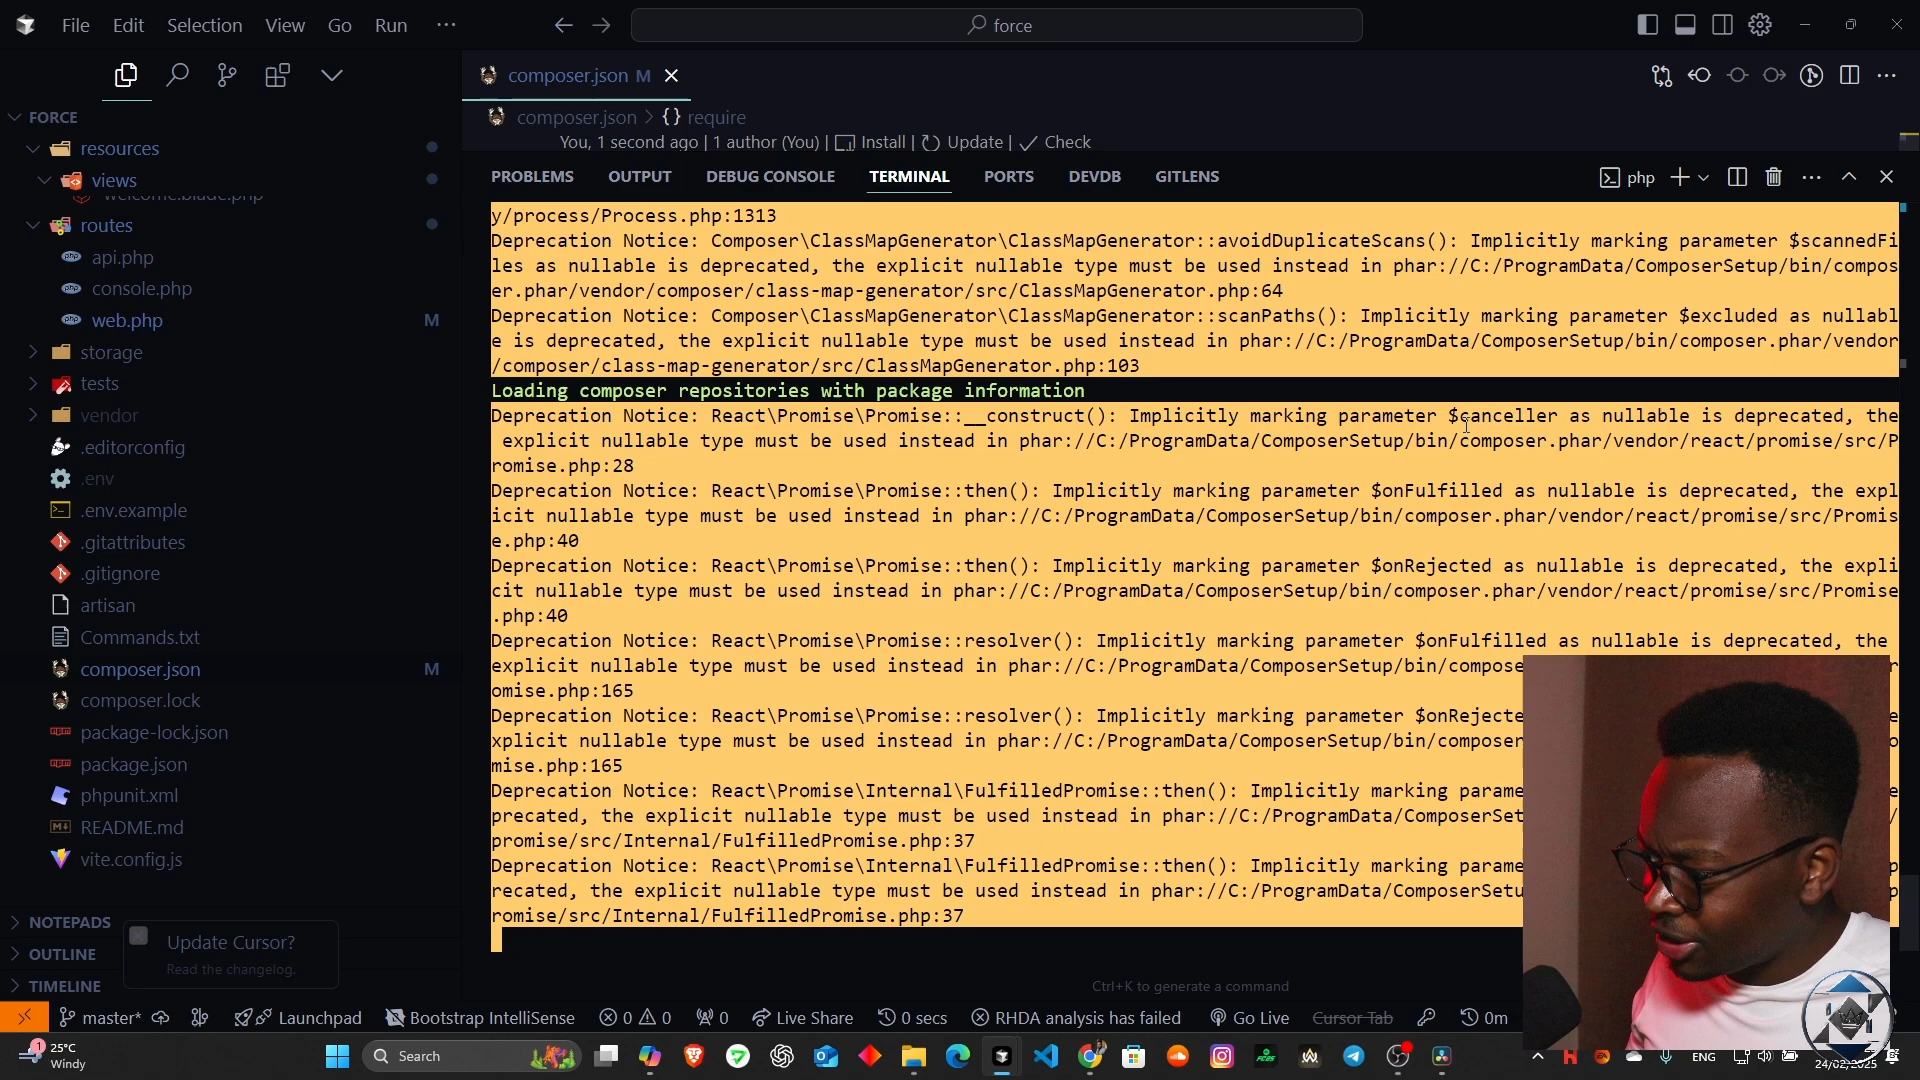 File Edit Selection View Go Run ···
force
composer.json M
FORCE
composer.json > {} require
resources
You, 1 second ago | 1 author (You) | Install | Update | Check
views
PROBLEMS OUTPUT DEBUG CONSOLE TERMINAL PORTS DEVDB GITLENS
php
welcome.blade.php
routes
api.php
console.php
web.php M
storage
tests
vendor
.editorconfig
.env
.env.example
.gitattributes
.gitignore
artisan
Commands.txt
composer.json M
composer.lock
package-lock.json
package.json
phpunit.xml
README.md
vite.config.js
NOTEPADS
OUTLINE
TIMELINE
Update Cursor?
Read the changelog.
y/process/Process.php:1313
Deprecation Notice: Composer\ClassMapGenerator\ClassMapGenerator::avoidDuplicateScans(): Implicitly marking parameter $scannedFi
les as nullable is deprecated, the explicit nullable type must be used instead in phar://C:/ProgramData/ComposerSetup/bin/compos
er.phar/vendor/composer/class-map-generator/src/ClassMapGenerator.php:64
Deprecation Notice: Composer\ClassMapGenerator\ClassMapGenerator::scanPaths(): Implicitly marking parameter $excluded as nullabl
e is deprecated, the explicit nullable type must be used instead in phar://C:/ProgramData/ComposerSetup/bin/composer.phar/vendor
/composer/class-map-generator/src/ClassMapGenerator.php:103
Loading composer repositories with package information
Deprecation Notice: React\Promise\Promise::__construct(): Implicitly marking parameter $canceller as nullable is deprecated, the
explicit nullable type must be used instead in phar://C:/ProgramData/ComposerSetup/bin/composer.phar/vendor/react/promise/src/P
romise.php:28
Deprecation Notice: React\Promise\Promise::then(): Implicitly marking parameter $onFulfilled as nullable is deprecated, the expl
icit nullable type must be used instead in phar://C:/ProgramData/ComposerSetup/bin/composer.phar/vendor/react/promise/src/Promis
e.php:40
Deprecation Notice: React\Promise\Promise::then(): Implicitly marking parameter $onRejected as nullable is deprecated, the expli
cit nullable type must be used instead in phar://C:/ProgramData/ComposerSetup/bin/composer.phar/vendor/react/promise/src/Promise
.php:40
Deprecation Notice: React\Promise\Promise::resolver(): Implicitly marking parameter $onFulfilled as nullable is deprecated, the
explicit nullable type must be used instead in phar://C:/ProgramData/ComposerSetup/bin/compose r
omise.php:165
Deprecation Notice: React\Promise\Promise::resolver(): Implicitly marking parameter $onRejecte e
xplicit nullable type must be used instead in phar://C:/ProgramData/ComposerSetup/bin/composer o
mise.php:165
Deprecation Notice: React\Promise\Internal\FulfilledPromise::then(): Implicitly marking parame e
precated, the explicit nullable type must be used instead in phar://C:/ProgramData/ComposerSet /
promise/src/Internal/FulfilledPromise.php:37
Deprecation Notice: React\Promise\Internal\FulfilledPromise::then(): Implicitly marking parame p
recated, the explicit nullable type must be used instead in phar://C:/ProgramData/ComposerSetu p
romise/src/Internal/FulfilledPromise.php:37
Ctrl+K to generate a command
master* Launchpad Bootstrap IntelliSense 0 0 0 Live Share 0 secs RHDA analysis has failed Go Live Cursor Tab 0m
1 25°C
Windy
Search
ENG
24/02/2025